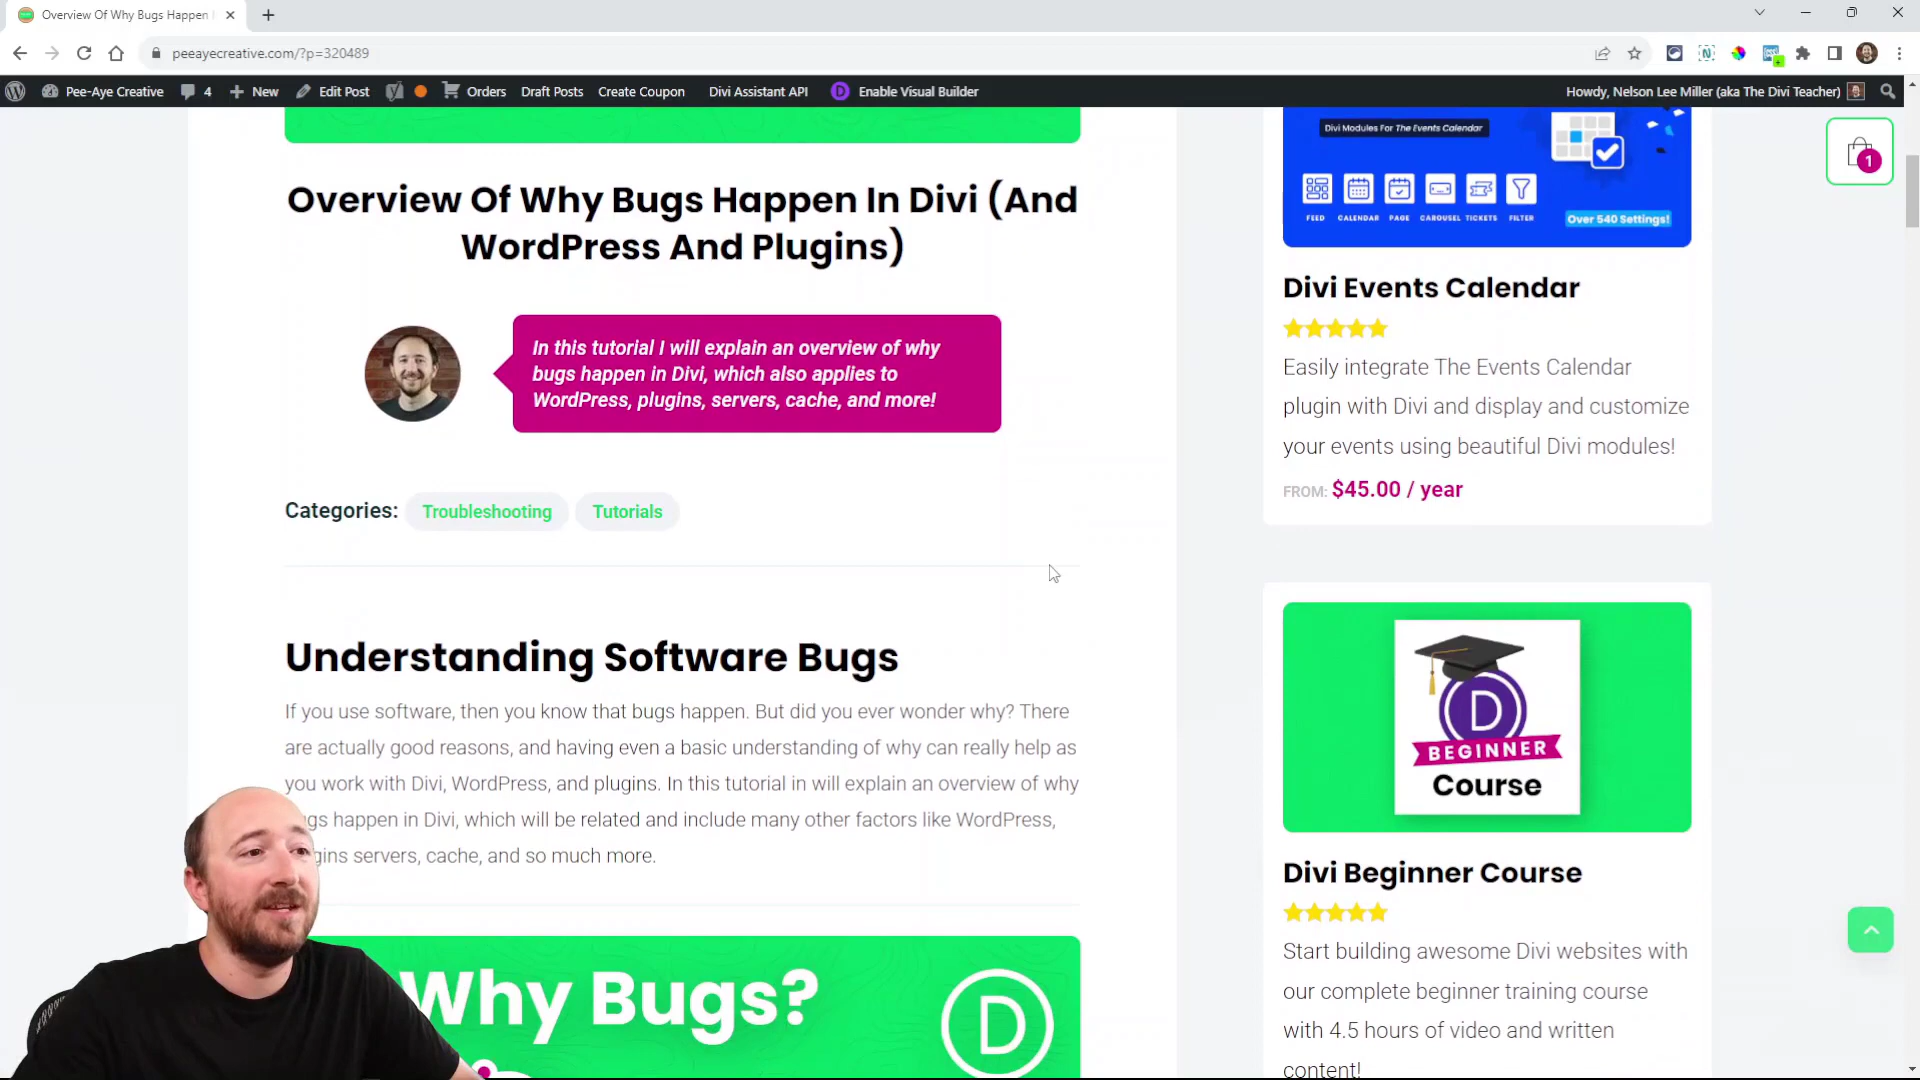 Overview Of Why Bugs Happen
peeayecreative.com/?p=320489
Pee-Aye Creative
4
New
Edit Post
Orders
Draft Posts
Create Coupon
Divi Assistant API
D
Enable Visual Builder
Howdy, Nelson Lee Miller (aka The Divi Teacher)
Overview Of Why Bugs Happen In Divi (And
WordPress And Plugins)
In this tutorial I will explain an overview of why
bugs happen in Divi, which also applies to
WordPress, plugins, servers, cache, and more!
Categories:
Troubleshooting
Tutorials
Understanding Software Bugs
If you use software, then you know that bugs happen. But did you ever wonder why? There
are actually good reasons, and having even a basic understanding of why can really help as
you work with Divi, WordPress, and plugins. In this tutorial in will explain an overview of why
gs happen in Divi, which will be related and include many other factors like WordPress,
gins servers, cache, and so much more.
Why Bugs?
D
Divi Modules For The Events Calendar
FEED
CALENDAR
PAGE
CAROUSEL
TICKETS
FILTER
Over 540 Settings!
1
Divi Events Calendar
Easily integrate The Events Calendar
plugin with Divi and display and customize
your events using beautiful Divi modules!
FROM: $45.00 / year
D
BEGINNER
Course
Divi Beginner Course
Start building awesome Divi websites with
our complete beginner training course
with 4.5 hours of video and written
content!